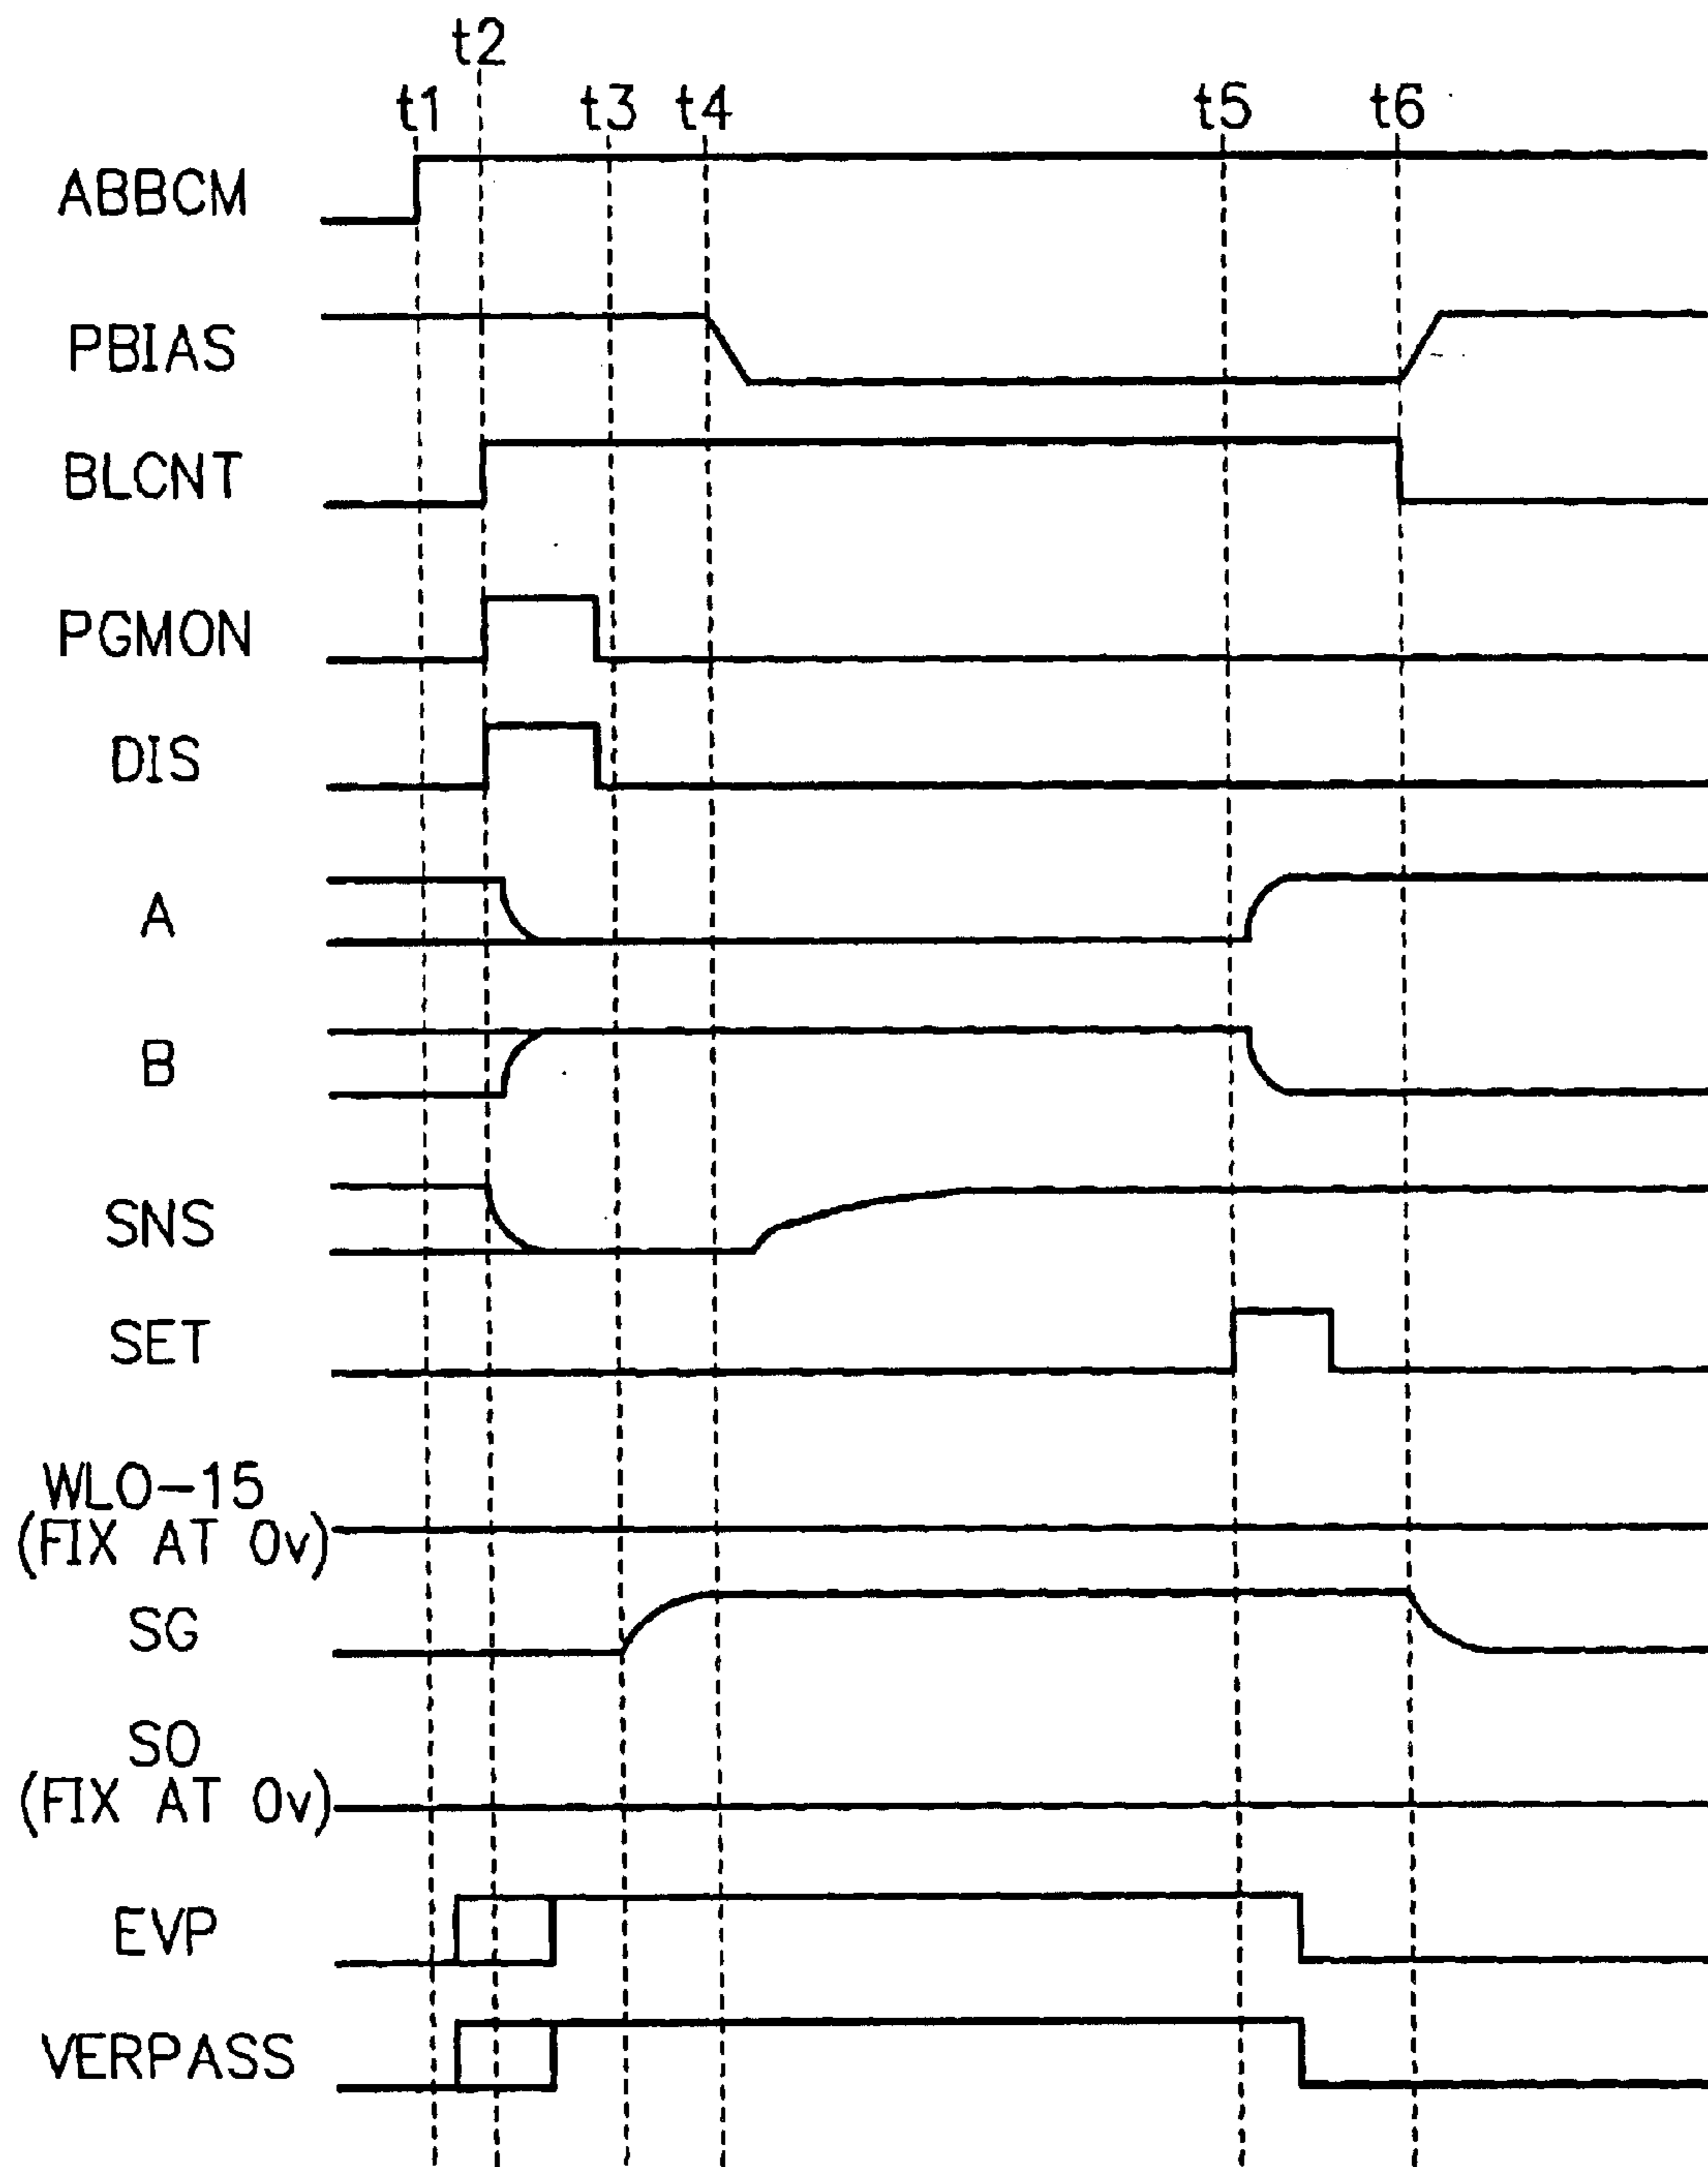 t2
t1 t3 t4 t5 t6
ABBCM
PBIAS
BLCNT
PGMON
DIS
A
B
SNS
SET
WL0-15
(FIX AT 0v)
SG
SO
(FIX AT 0v)
EVP
VERPASS